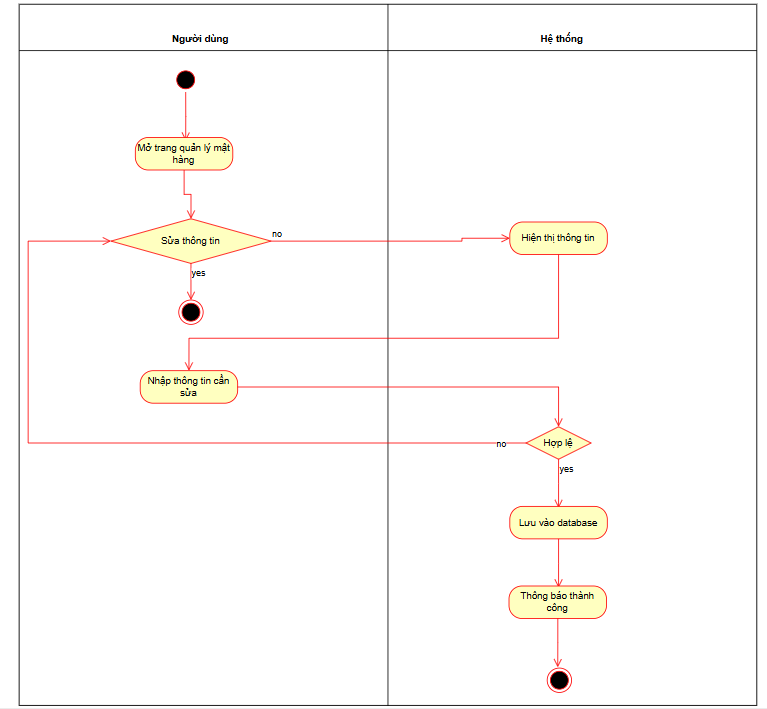 Người dùng
Hệ thống
Mở trang quản lý mật
hàng
Sửa thông tin
no
Hiện thị thông tin
yes
Nhập thông tin cần
sửa
no
Hợp lệ
yes
Lưu vào database
Thông báo thành
công